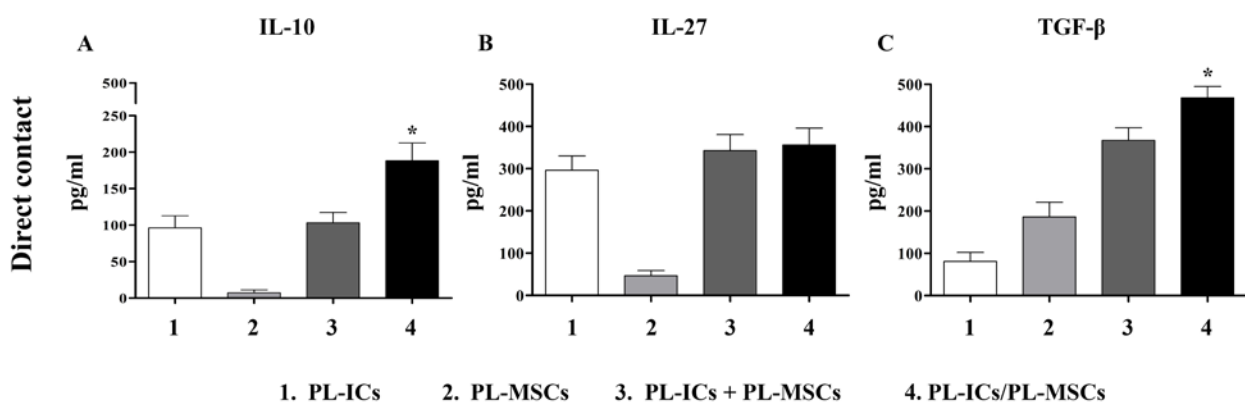 A IL-10
B IL-27
C TGF-β
Direct contact
pg/ml
500
250
200
150
100
50
0
*
1 2 3 4
pg/ml
500
400
300
200
100
0
1 2 3 4
pg/ml
500
400
300
200
100
0
*
1 2 3 4
1. PL-ICs 2. PL-MSCs 3. PL-ICs + PL-MSCs 4. PL-ICs/PL-MSCs